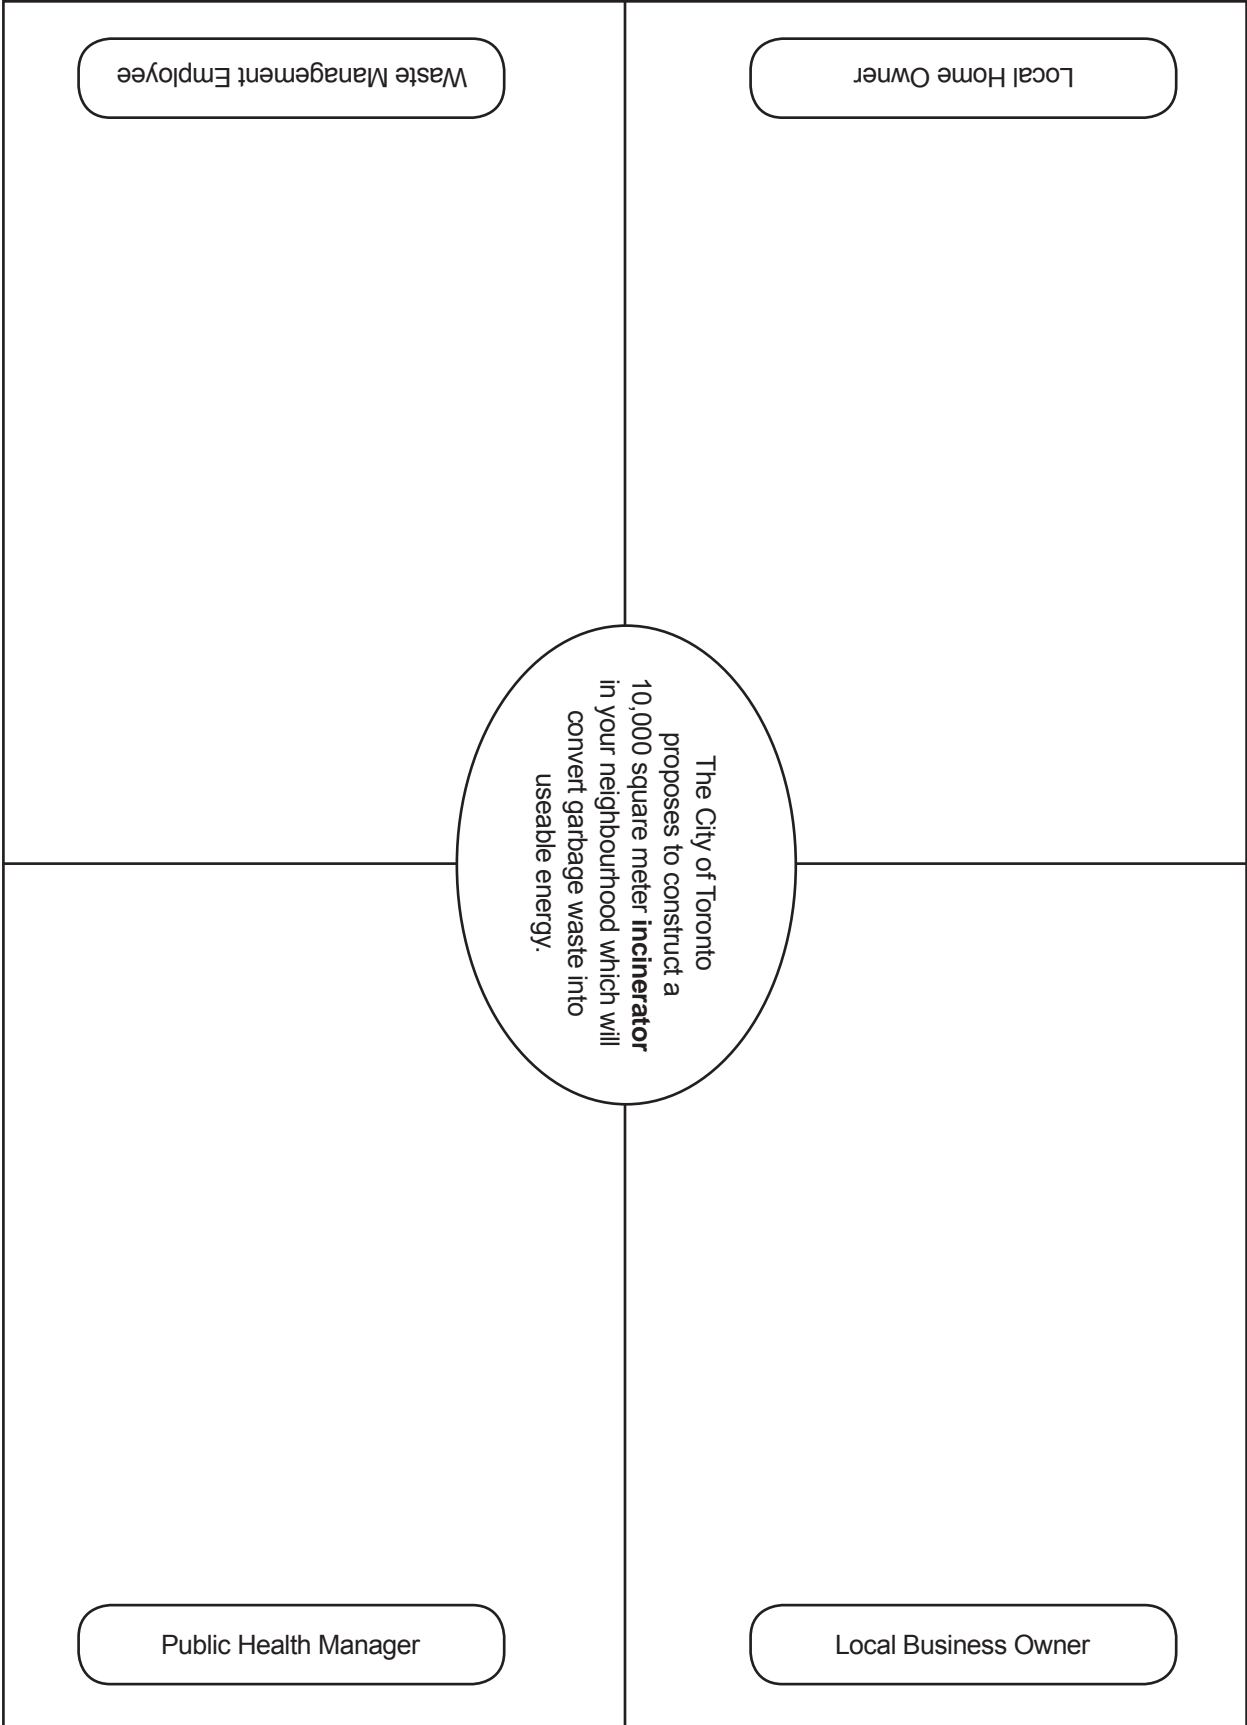 Waste Management Employee
Local Home Owner
The City of Toronto
proposes to construct a
10,000 square meter incinerator
in your neighbourhood which will
convert garbage waste into
useable energy.
Public Health Manager
Local Business Owner